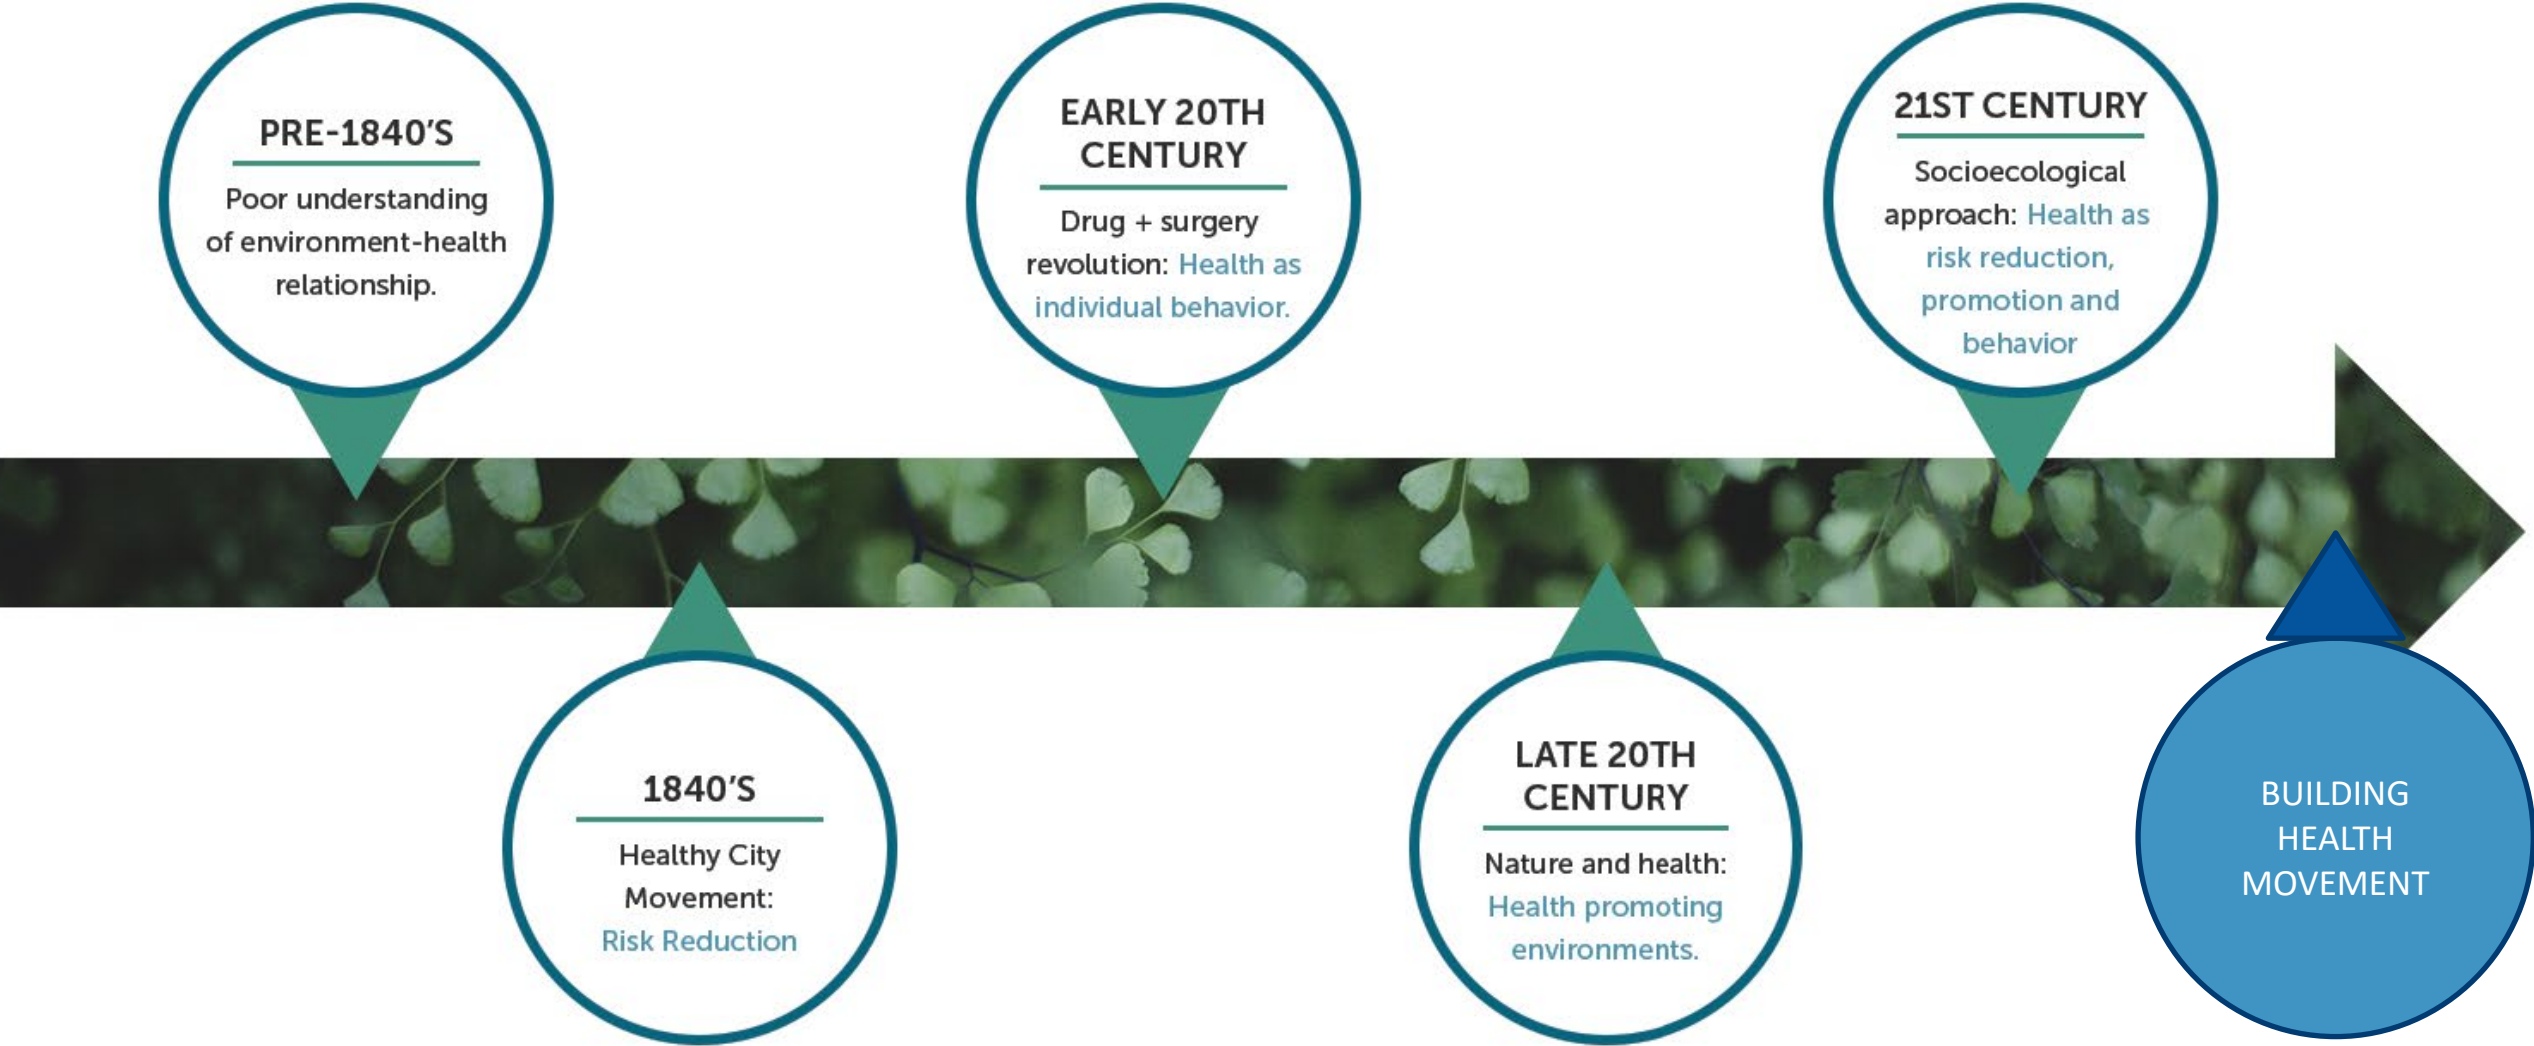 PRE-1840'S
Poor understanding
of environment-health
relationship.
1840'S
Healthy City
Movement:
Risk Reduction
EARLY 20TH
CENTURY
Drug + surgery
revolution: Health as
individual behavior.
LATE 20TH
CENTURY
Nature and health:
Health promoting
environments.
21ST CENTURY
Socioecological
approach: Health as
risk reduction,
promotion and
behavior
BUILDING
HEALTH
MOVEMENT